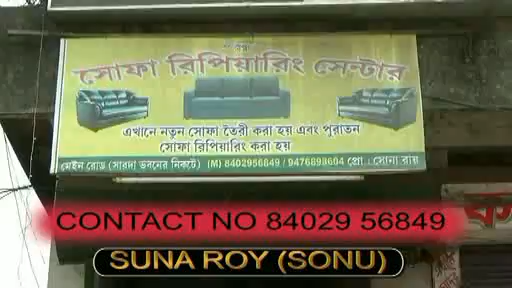 সোফা রিপিয়ারিং সেন্টার
এখানে নতুন সোফা তৈরী করা হয় এবং পুরাতন
সোফা রিপিয়ারিং করা হয়
মেইন রোড (সারদা ভবনের নিকটে) (M) 8402956849 / 9476898604 প্রো : সোনা রায়
CONTACT NO 84029 56849
SUNA ROY (SONU)